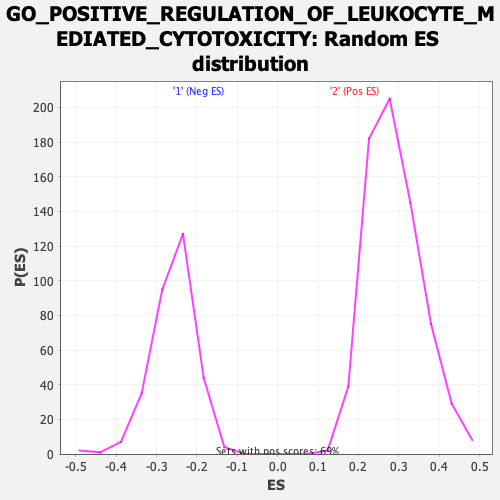 GO_POSITIVE_REGULATION_OF_LEUKOCYTE_M
EDIATED_CYTOTOXICITY: Random ES
distribution
'1' (Neg ES) '2' (Pos ES)
200
180
160
140
120
100
80
60
40
20
0
P(ES)
Sets with pos scores: 69%
-0.5 -0.4 -0.3 -0.2 -0.1 0.0 0.1 0.2 0.3 0.4 0.5
ES